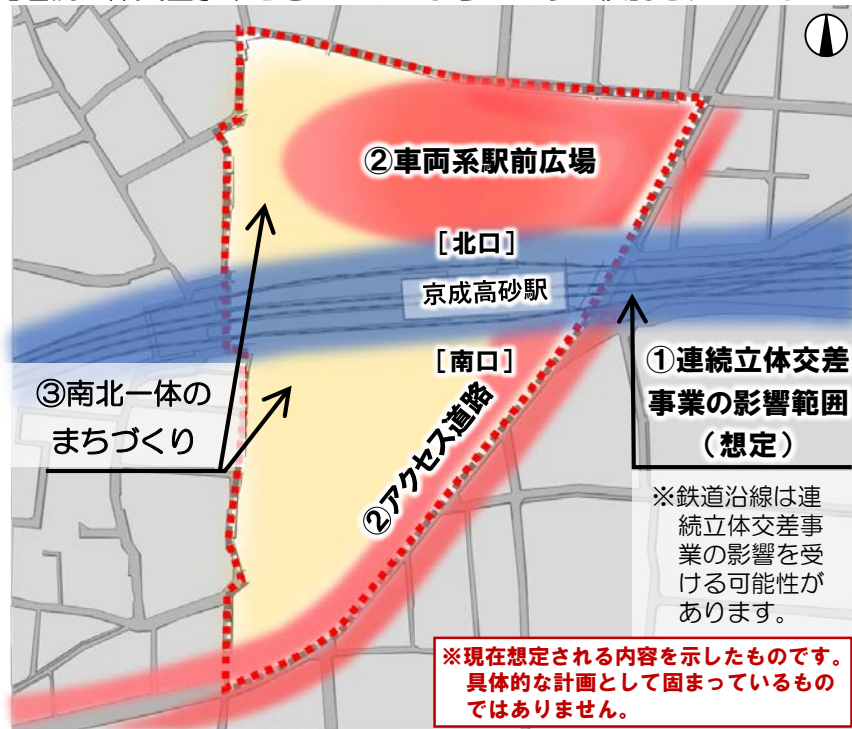 ②車両系駅前広場
[北口]
京成高砂駅
[南口]
①連続立体交差
事業の影響範囲
(想定)
③南北一体の
まちづくり
②アクセス道路
※鉄道沿線は連
続立体交差事
業の影響を受
ける可能性が
あります。
※現在想定される内容を示したものです。
具体的な計画として固まっているもの
ではありません。